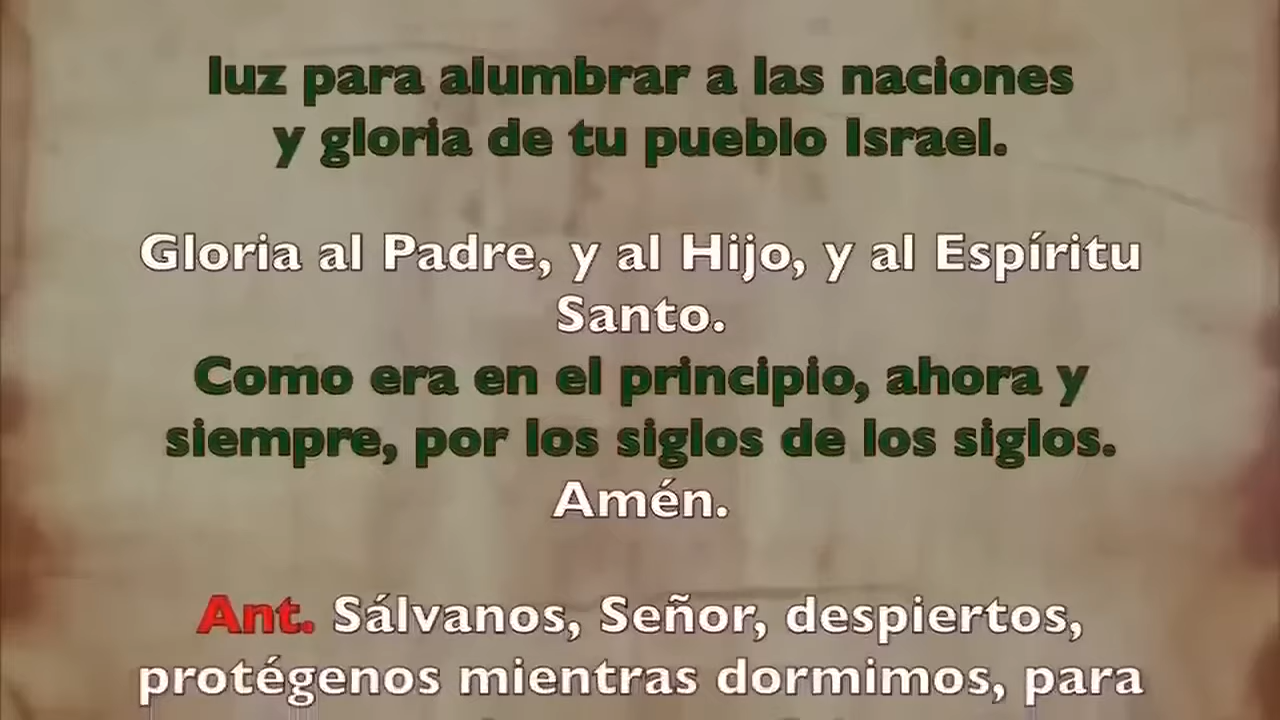 luz para alumbrar a las naciones
y gloria de tu pueblo Israel.
Gloria al Padre, y al Hijo, y al Espíritu
Santo.
Como era en el principio, ahora y
siempre, por los siglos de los siglos.
Amén.
Ant. Sálvanos, Señor, despiertos,
protégenos mientras dormimos, para